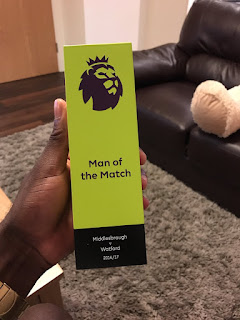 Man of
the Match
Middlesbrough
v
Watford
2016/17